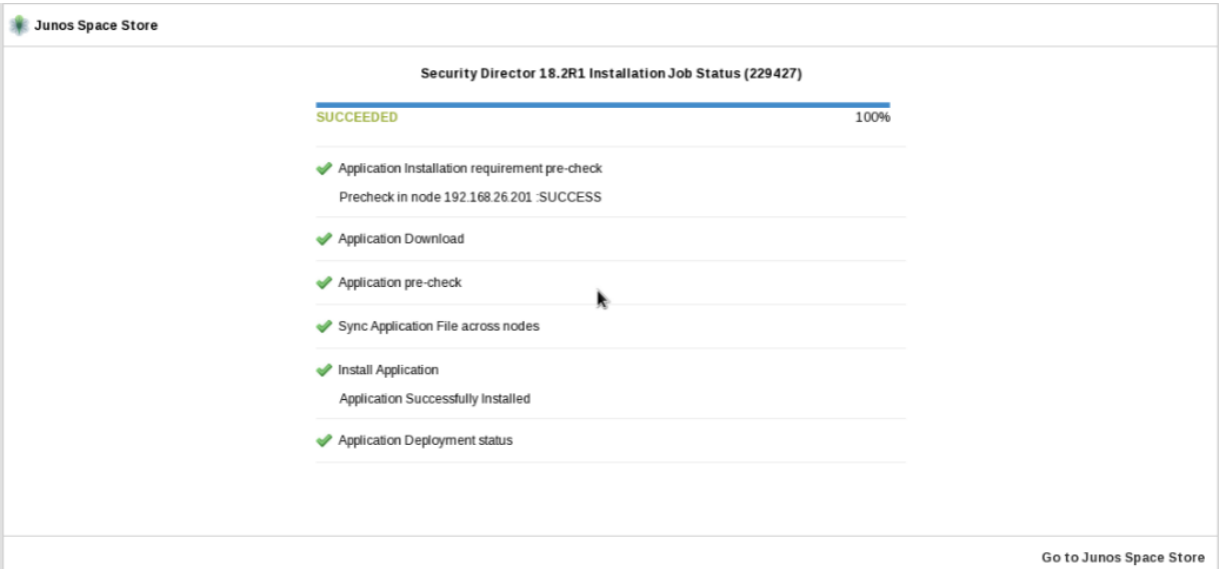 Junos Space Store
Security Director 18.2R1 Installation Job Status (229427)
SUCCEEDED 100%
Application Installation requirement pre-check
Precheck in node 192.168.26.201 :SUCCESS
Application Download
Application pre-check
Sync Application File across nodes
Install Application
Application Successfully Installed
Application Deployment status
Go to Junos Space Store